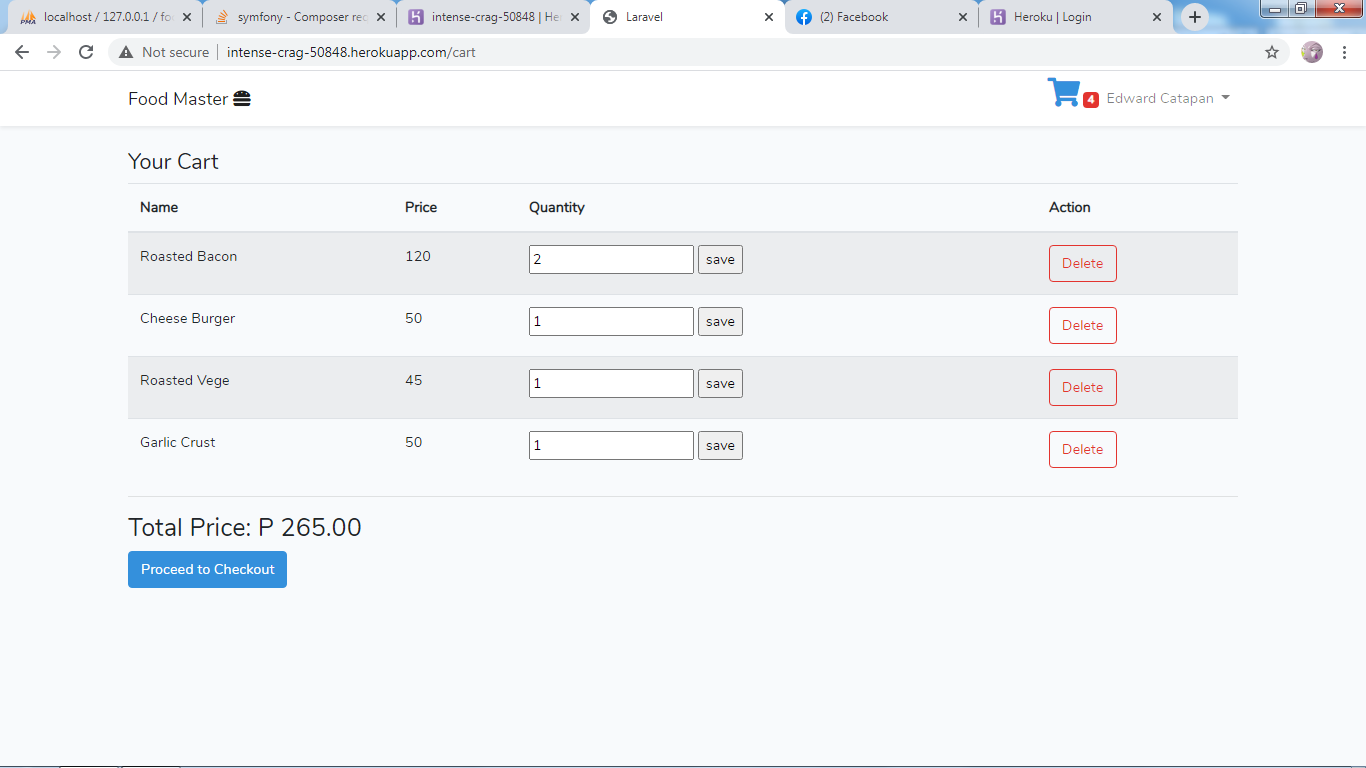 localhost / 127.0.0.1 / fo
symfony - Composer req
intense-crag-50848 | He
Laravel
(2) Facebook
Heroku | Login
Not secure | intense-crag-50848.herokuapp.com/cart
Food Master
4 Edward Catapan
Your Cart
Name Price Quantity Action
Roasted Bacon 120 2 save Delete
Cheese Burger 50 1 save Delete
Roasted Vege 45 1 save Delete
Garlic Crust 50 1 save Delete
Total Price: P 265.00
Proceed to Checkout